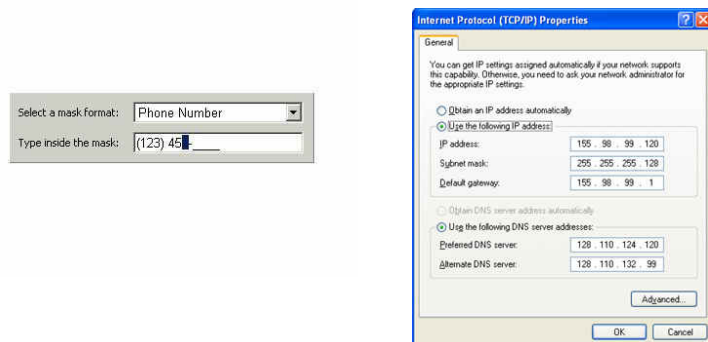 Select a mask format: Phone Number
Type inside the mask: (123) 45_-____
Internet Protocol (TCP/IP) Properties
General
You can get IP settings assigned automatically if your network supports
this capability. Otherwise, you need to ask your network administrator for
the appropriate IP settings.
Obtain an IP address automatically
Use the following IP address:
IP address: 155 . 98 . 99 . 120
Subnet mask: 255 . 255 . 255 . 128
Default gateway: 155 . 98 . 99 . 1
Obtain DNS server address automatically
Use the following DNS server addresses:
Preferred DNS server: 128 . 110 . 124 . 120
Alternate DNS server: 128 . 110 . 132 . 99
Advanced...
OK Cancel